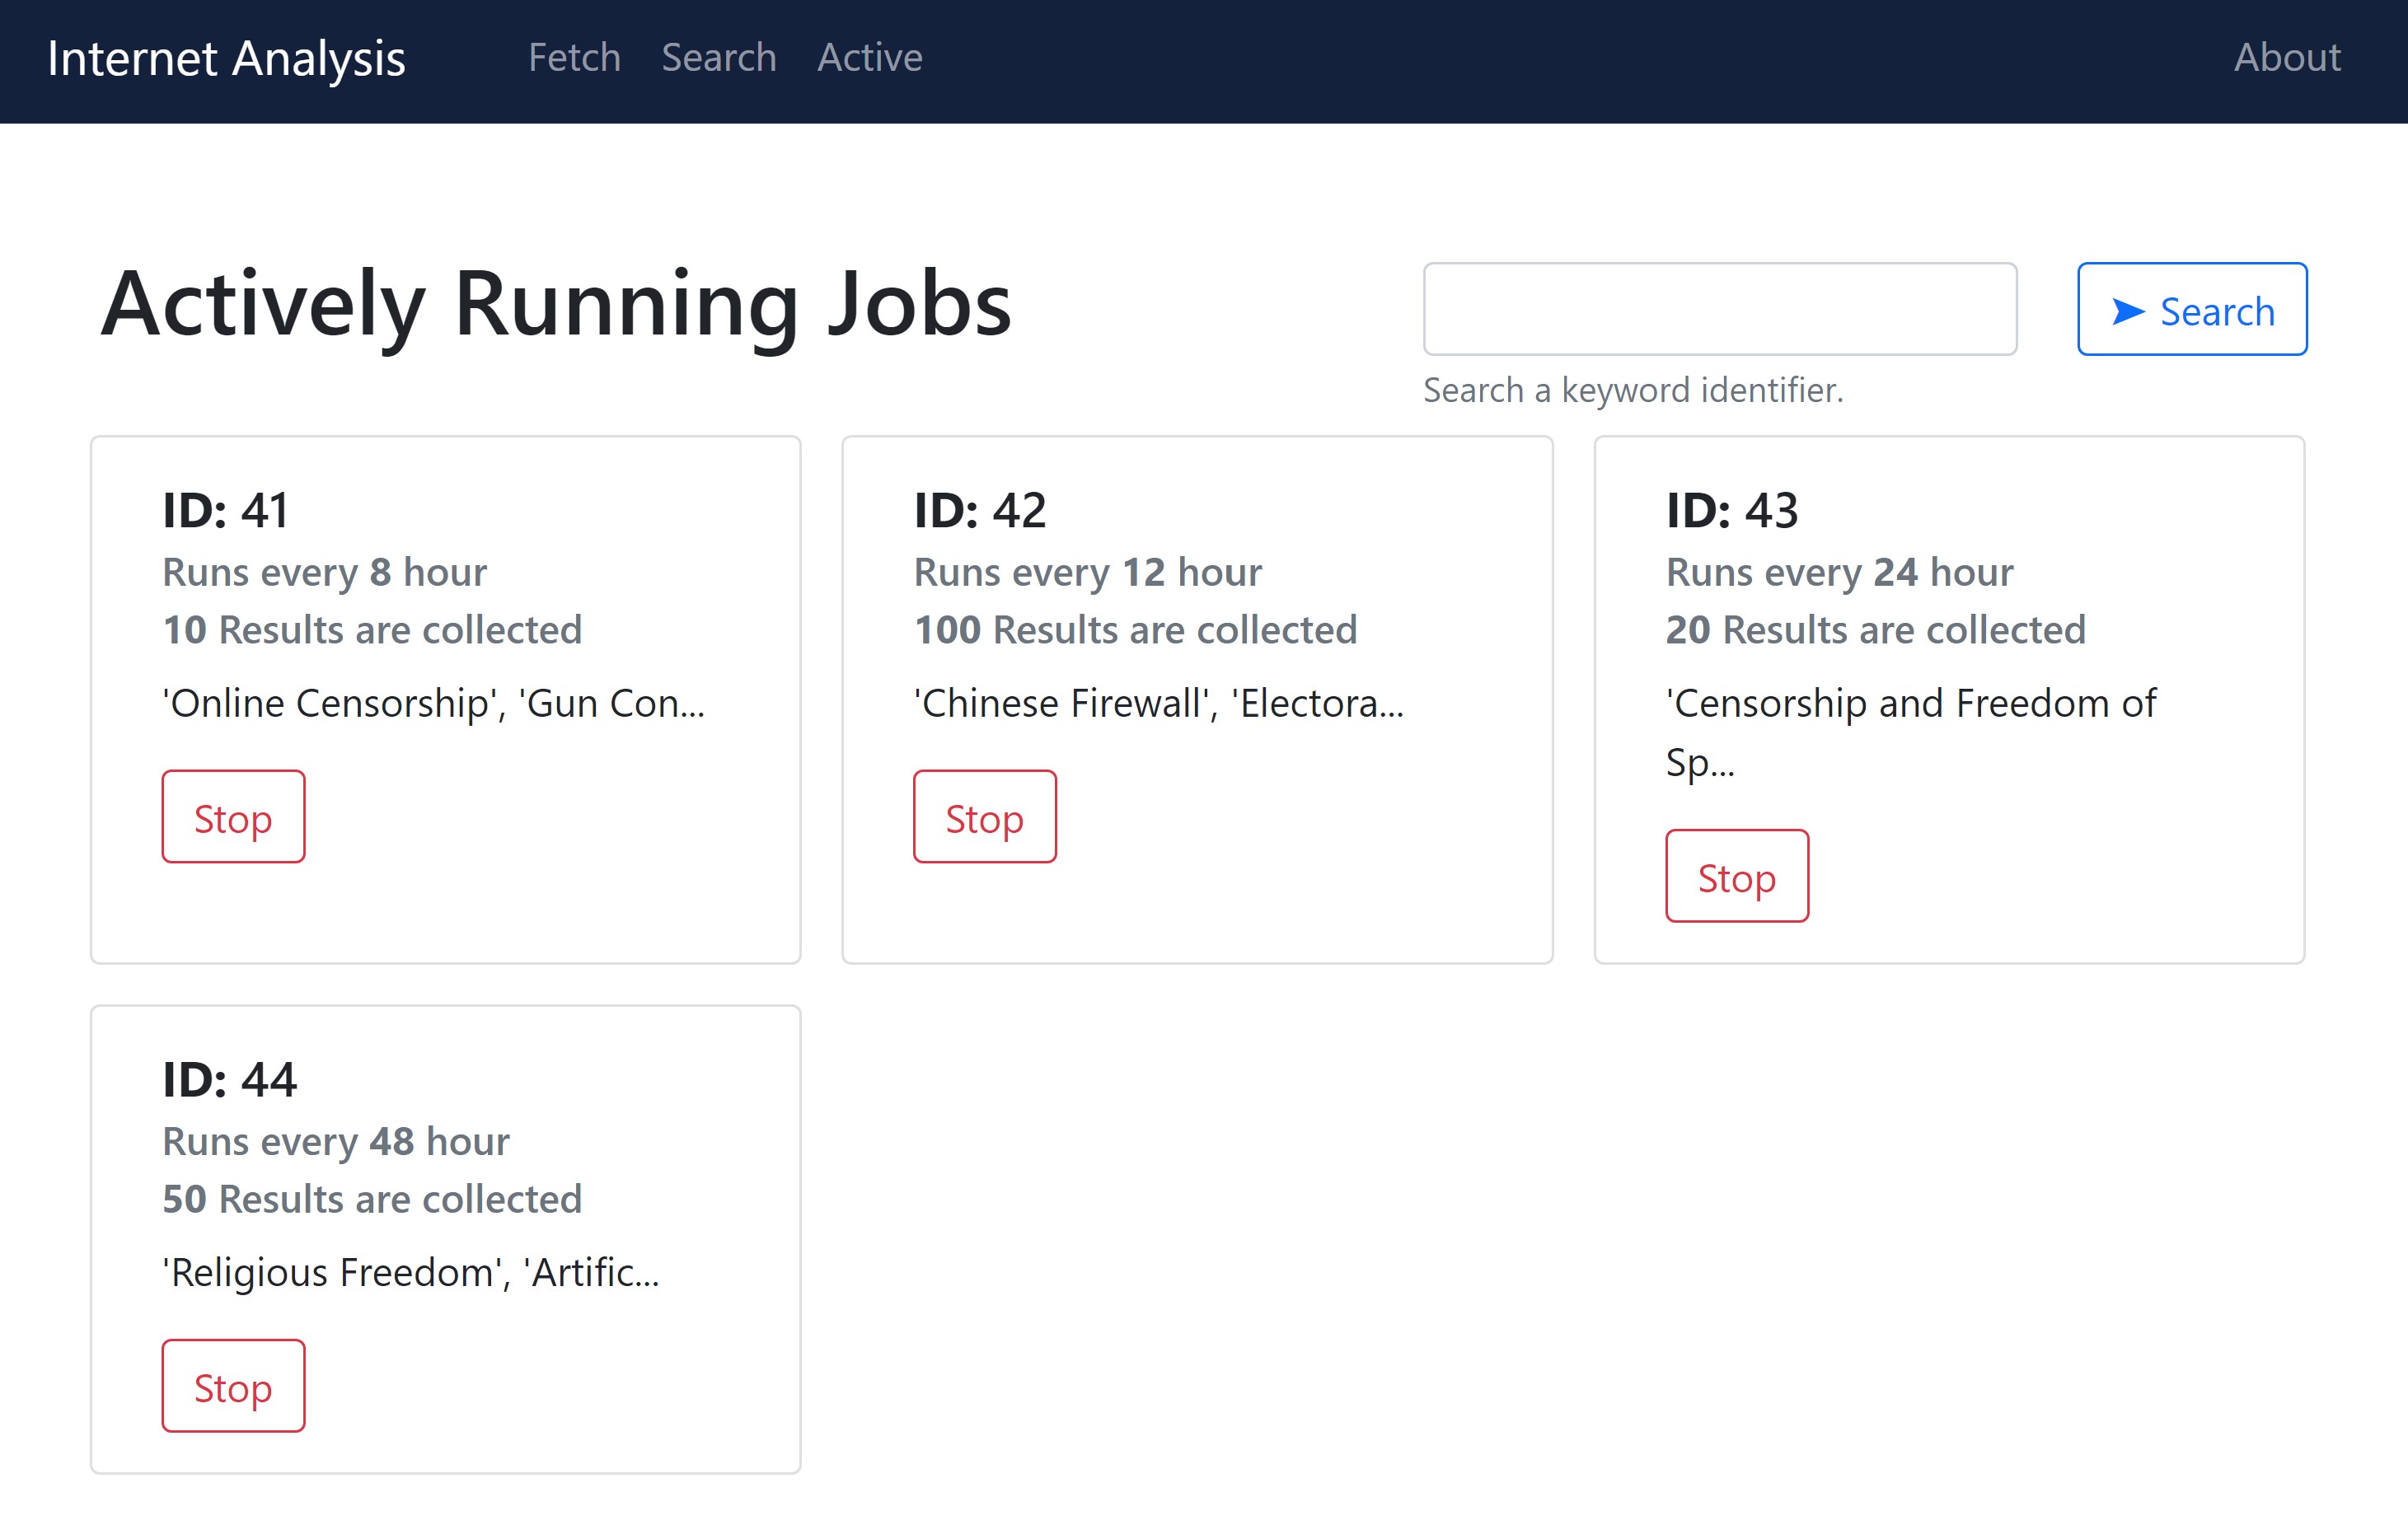 Internet Analysis Fetch Search Active About
Actively Running Jobs
Search
Search a keyword identifier.
ID: 41
Runs every 8 hour
10 Results are collected
'Online Censorship', 'Gun Con...
Stop
ID: 42
Runs every 12 hour
100 Results are collected
'Chinese Firewall', 'Electora...
Stop
ID: 43
Runs every 24 hour
20 Results are collected
'Censorship and Freedom of
Sp...
Stop
ID: 44
Runs every 48 hour
50 Results are collected
'Religious Freedom', 'Artific...
Stop